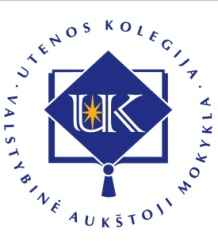 UTENOS KOLEGIJA
VALSTYBINĖ AUKŠTOJI MOKYKLA
UK